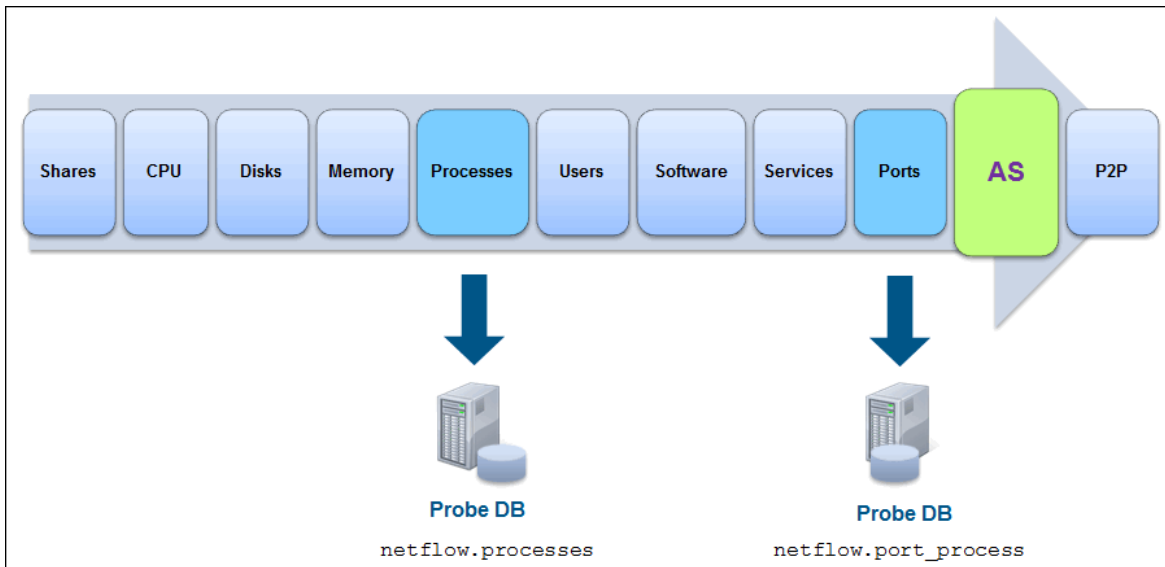 Shares
CPU
Disks
Memory
Processes
Users
Software
Services
Ports
AS
P2P
Probe DB
netflow.processes
Probe DB
netflow.port_process